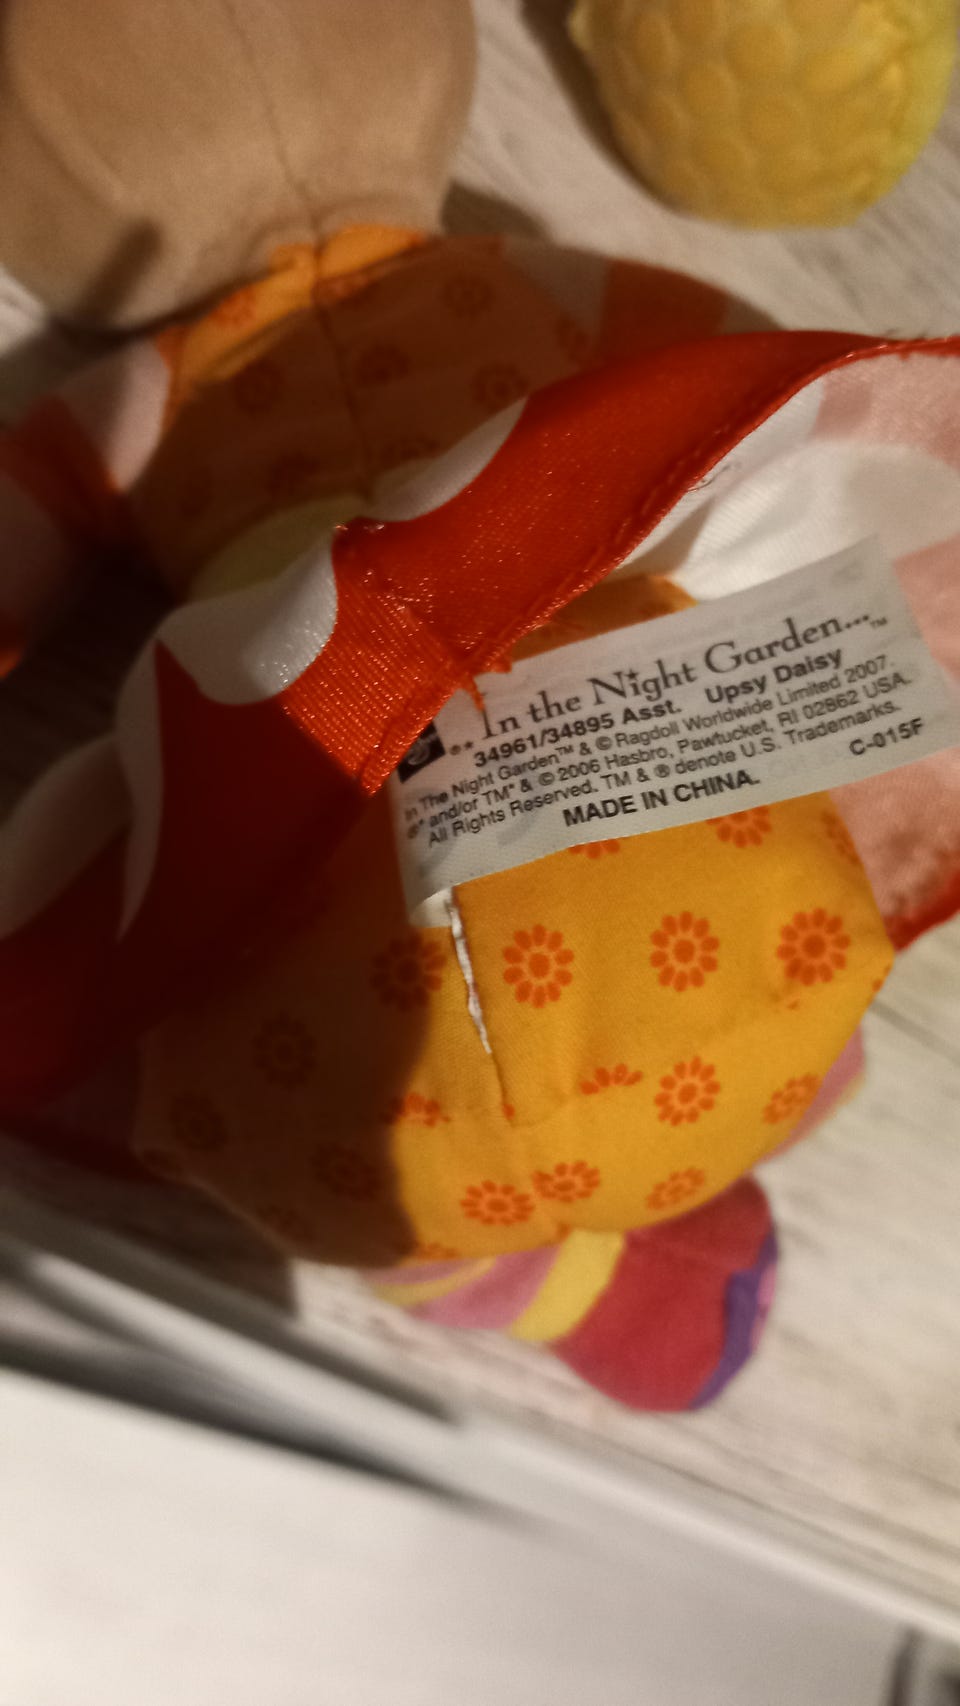 In the Night Garden...™
34961/34895 Asst. Upsy Daisy
In The Night Garden™ & © Ragdoll Worldwide Limited 2007.
®* and/or TM* & © 2006 Hasbro, Pawtucket, RI 02862 USA.
All Rights Reserved. TM & ® denote U.S. Trademarks.
MADE IN CHINA. C-015F